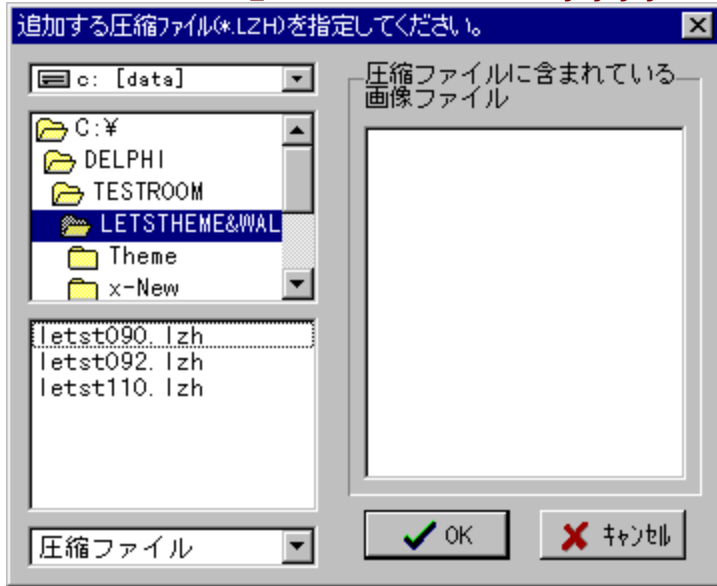 追加する圧縮ファイル(*.LZH)を指定してください。
c: [data]
C:¥
DELPHI
TESTROOM
LETSTHEME&WAL
Theme
x-New
letst090.lzh
letst092.lzh
letst110.lzh
圧縮ファイル
圧縮ファイルに含まれている
画像ファイル
OK
キャンセル